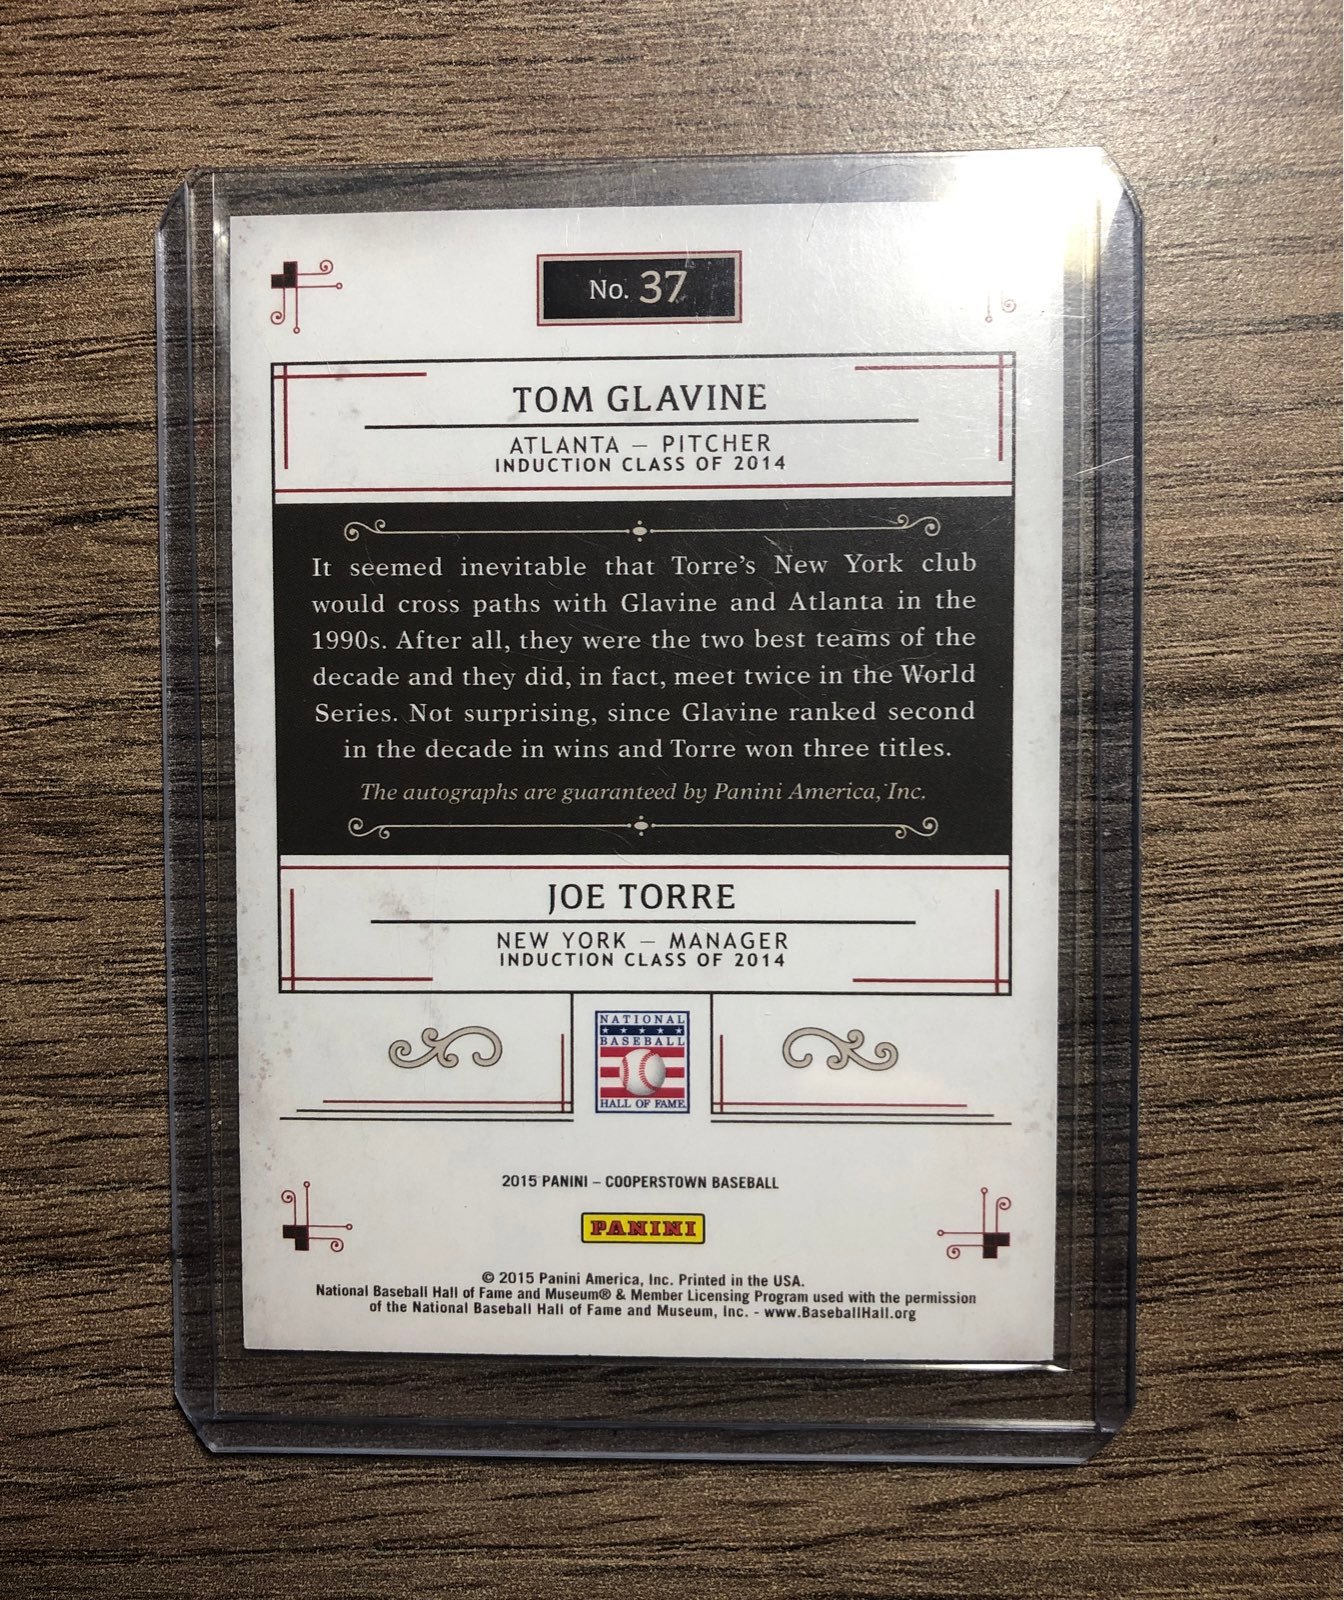 No. 37
TOM GLAVINE
ATLANTA – PITCHER
INDUCTION CLASS OF 2014
It seemed inevitable that Torre's New York club
would cross paths with Glavine and Atlanta in the
1990s. After all, they were the two best teams of the
decade and they did, in fact, meet twice in the World
Series. Not surprising, since Glavine ranked second
in the decade in wins and Torre won three titles.
The autographs are guaranteed by Panini America, Inc.
JOE TORRE
NEW YORK – MANAGER
INDUCTION CLASS OF 2014
NATIONAL
BASEBALL
HALL OF FAME
2015 PANINI – COOPERSTOWN BASEBALL
PANINI
© 2015 Panini America, Inc. Printed in the USA.
National Baseball Hall of Fame and Museum® & Member Licensing Program used with the permission
of the National Baseball Hall of Fame and Museum, Inc. - www.BaseballHall.org